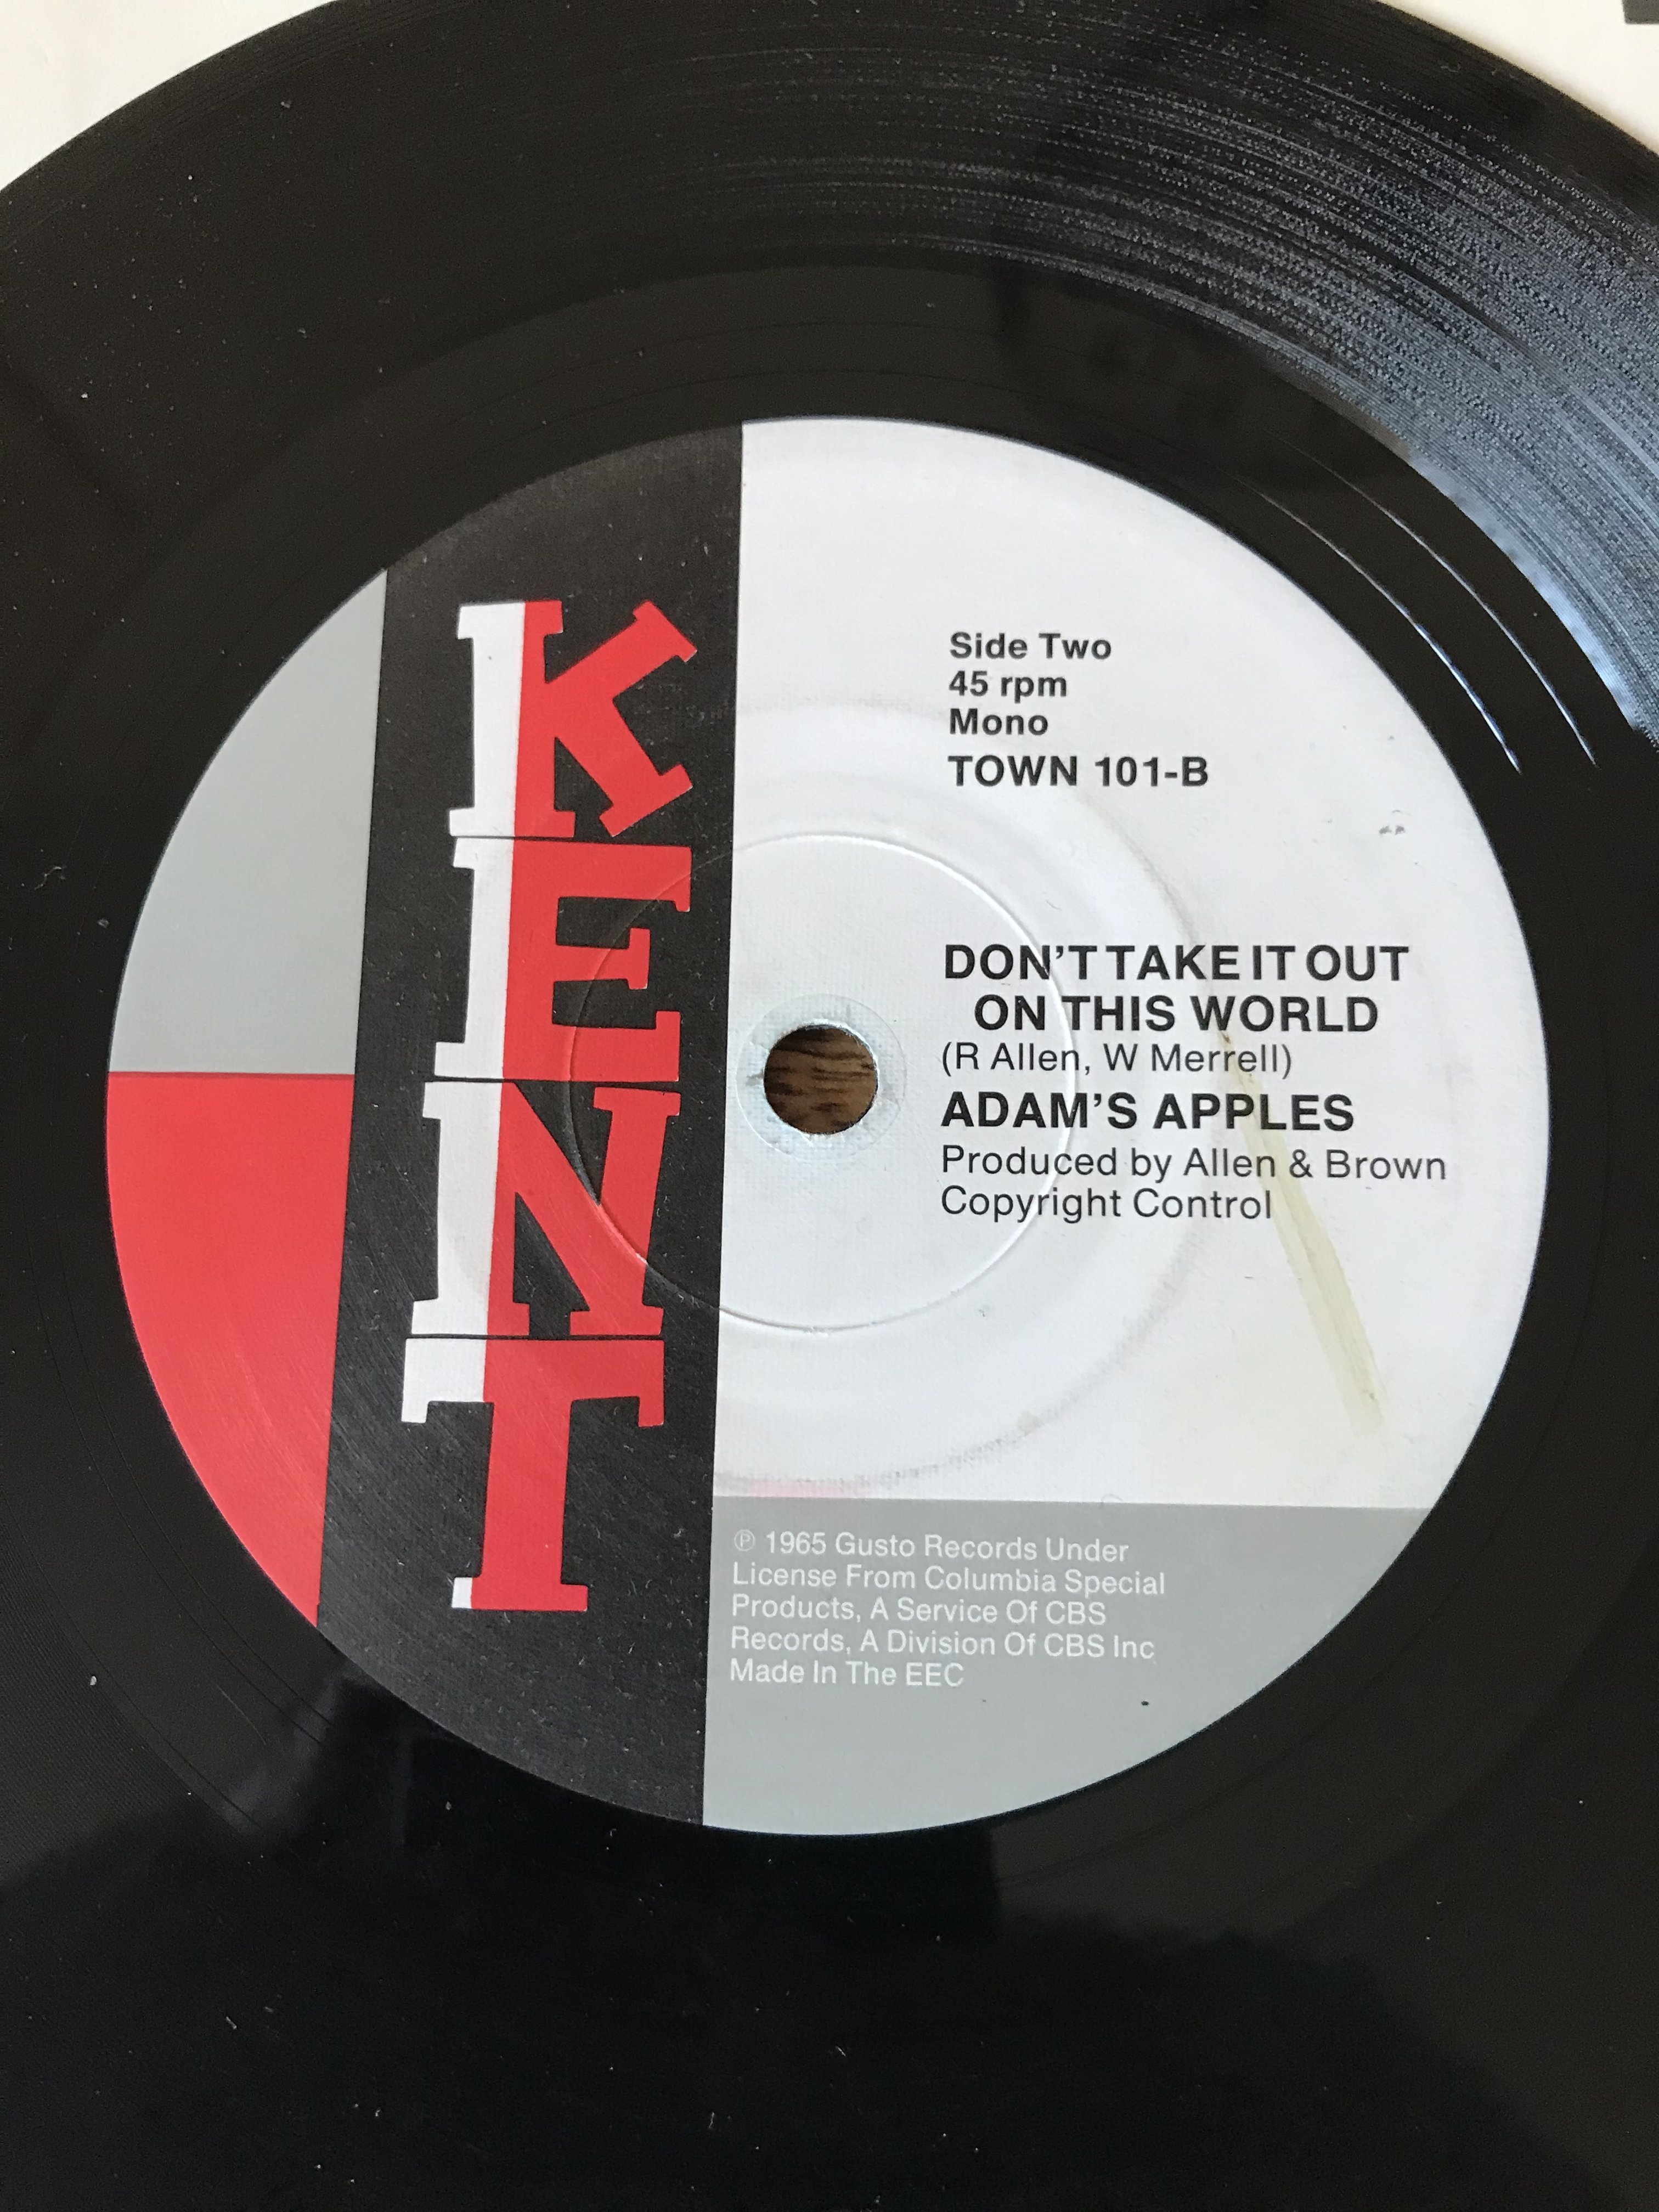 KENT
Side Two
45 rpm
Mono
TOWN 101-B
DON'T TAKE IT OUT
ON THIS WORLD
(R Allen, W Merrell)
ADAM'S APPLES
Produced by Allen & Brown
Copyright Control
℗ 1965 Gusto Records Under
License From Columbia Special
Products, A Service Of CBS
Records, A Division Of CBS Inc
Made In The EEC